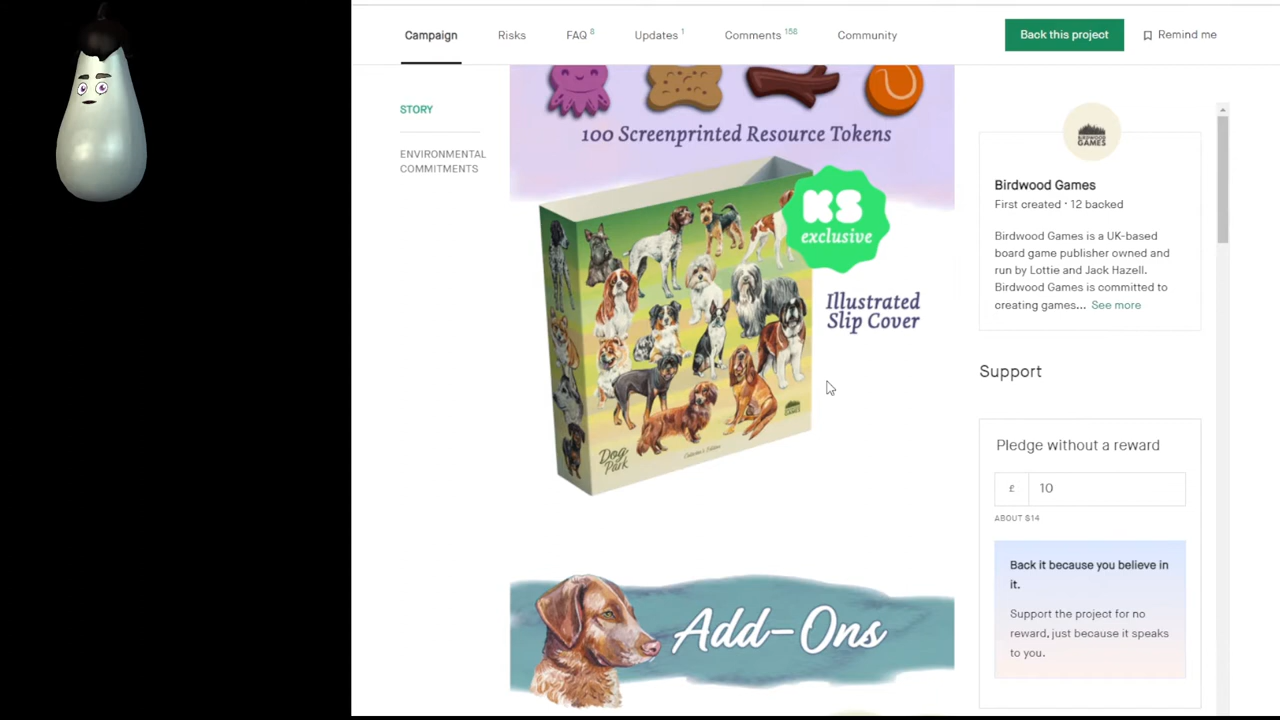 Campaign
Risks
FAQ 8
Updates 1
Comments 158
Community
Back this project
Remind me
STORY
ENVIRONMENTAL
COMMITMENTS
100 Screenprinted Resource Tokens
KS
exclusive
Illustrated
Slip Cover
Dog
Park
Collector's Edition
BIRDWOOD
GAMES
Add-Ons
BIRDWOOD
GAMES
Birdwood Games
First created · 12 backed
Birdwood Games is a UK-based
board game publisher owned and
run by Lottie and Jack Hazell.
Birdwood Games is committed to
creating games... See more
Support
Pledge without a reward
£ 10
ABOUT $14
Back it because you believe in
it.
Support the project for no
reward, just because it speaks
to you.